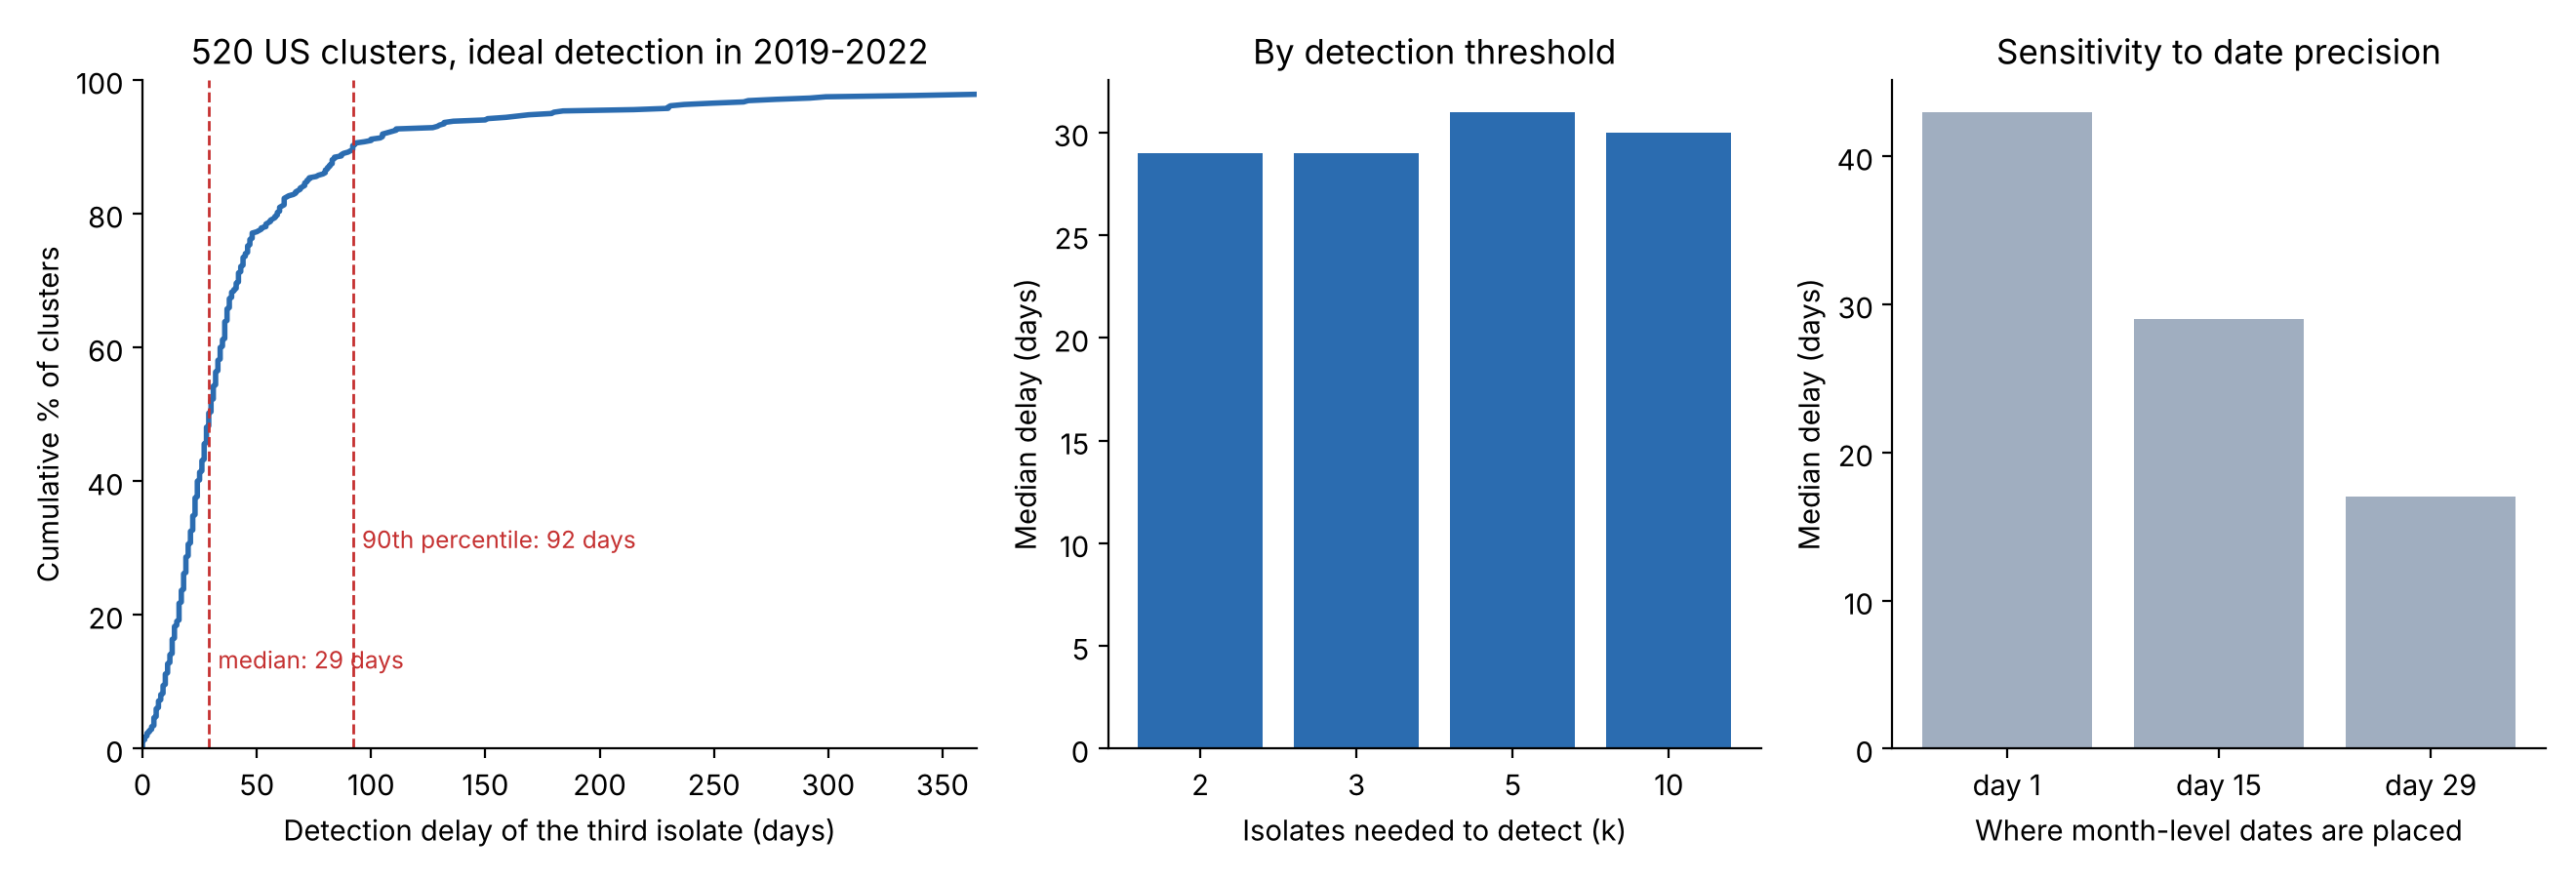 520 US clusters, ideal detection in 2019-2022
100
80
60
40
20
0
Cumulative % of clusters
90th percentile: 92 days
median: 29 days
0 50 100 150 200 250 300 350
Detection delay of the third isolate (days)
By detection threshold
30
25
20
15
10
5
0
Median delay (days)
2 3 5 10
Isolates needed to detect (k)
Sensitivity to date precision
40
30
20
10
0
Median delay (days)
day 1 day 15 day 29
Where month-level dates are placed